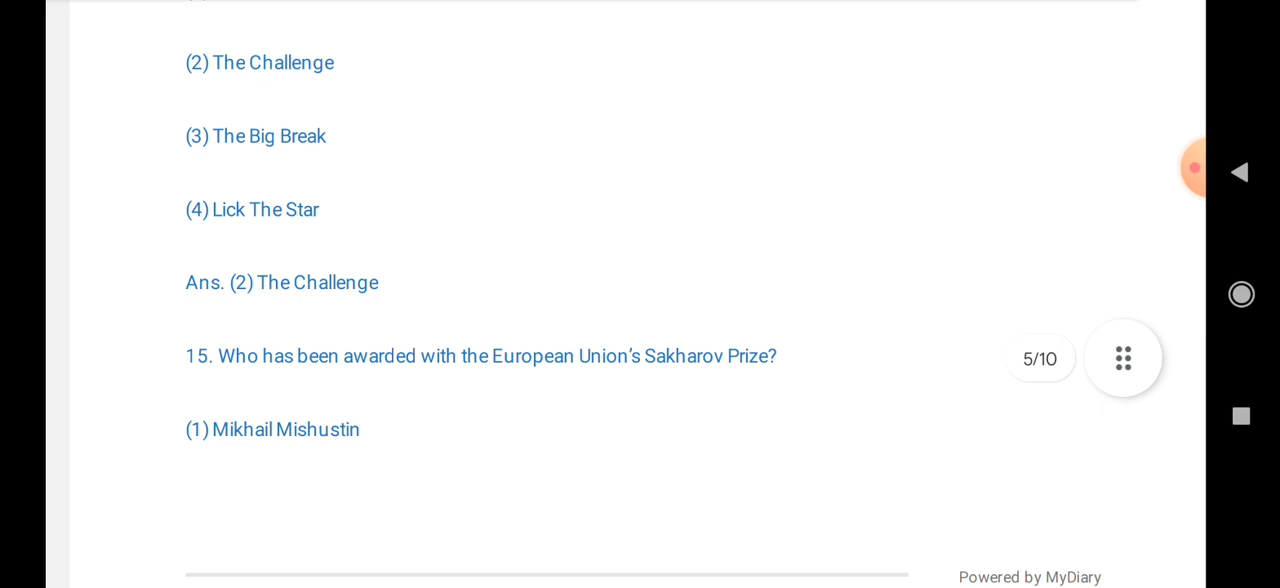 (2) The Challenge
(3) The Big Break
(4) Lick The Star
Ans. (2) The Challenge
15. Who has been awarded with the European Union's Sakharov Prize?
5/10
(1) Mikhail Mishustin
Powered by MyDiary